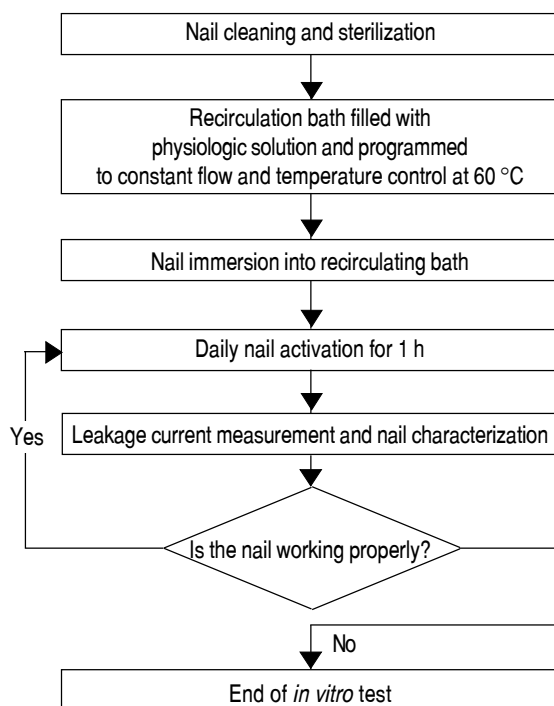 Nail cleaning and sterilization
Recirculation bath filled with
physiologic solution and programmed
to constant flow and temperature control at 60 °C
Nail immersion into recirculating bath
Daily nail activation for 1 h
Yes
Leakage current measurement and nail characterization
Is the nail working properly?
No
End of in vitro test